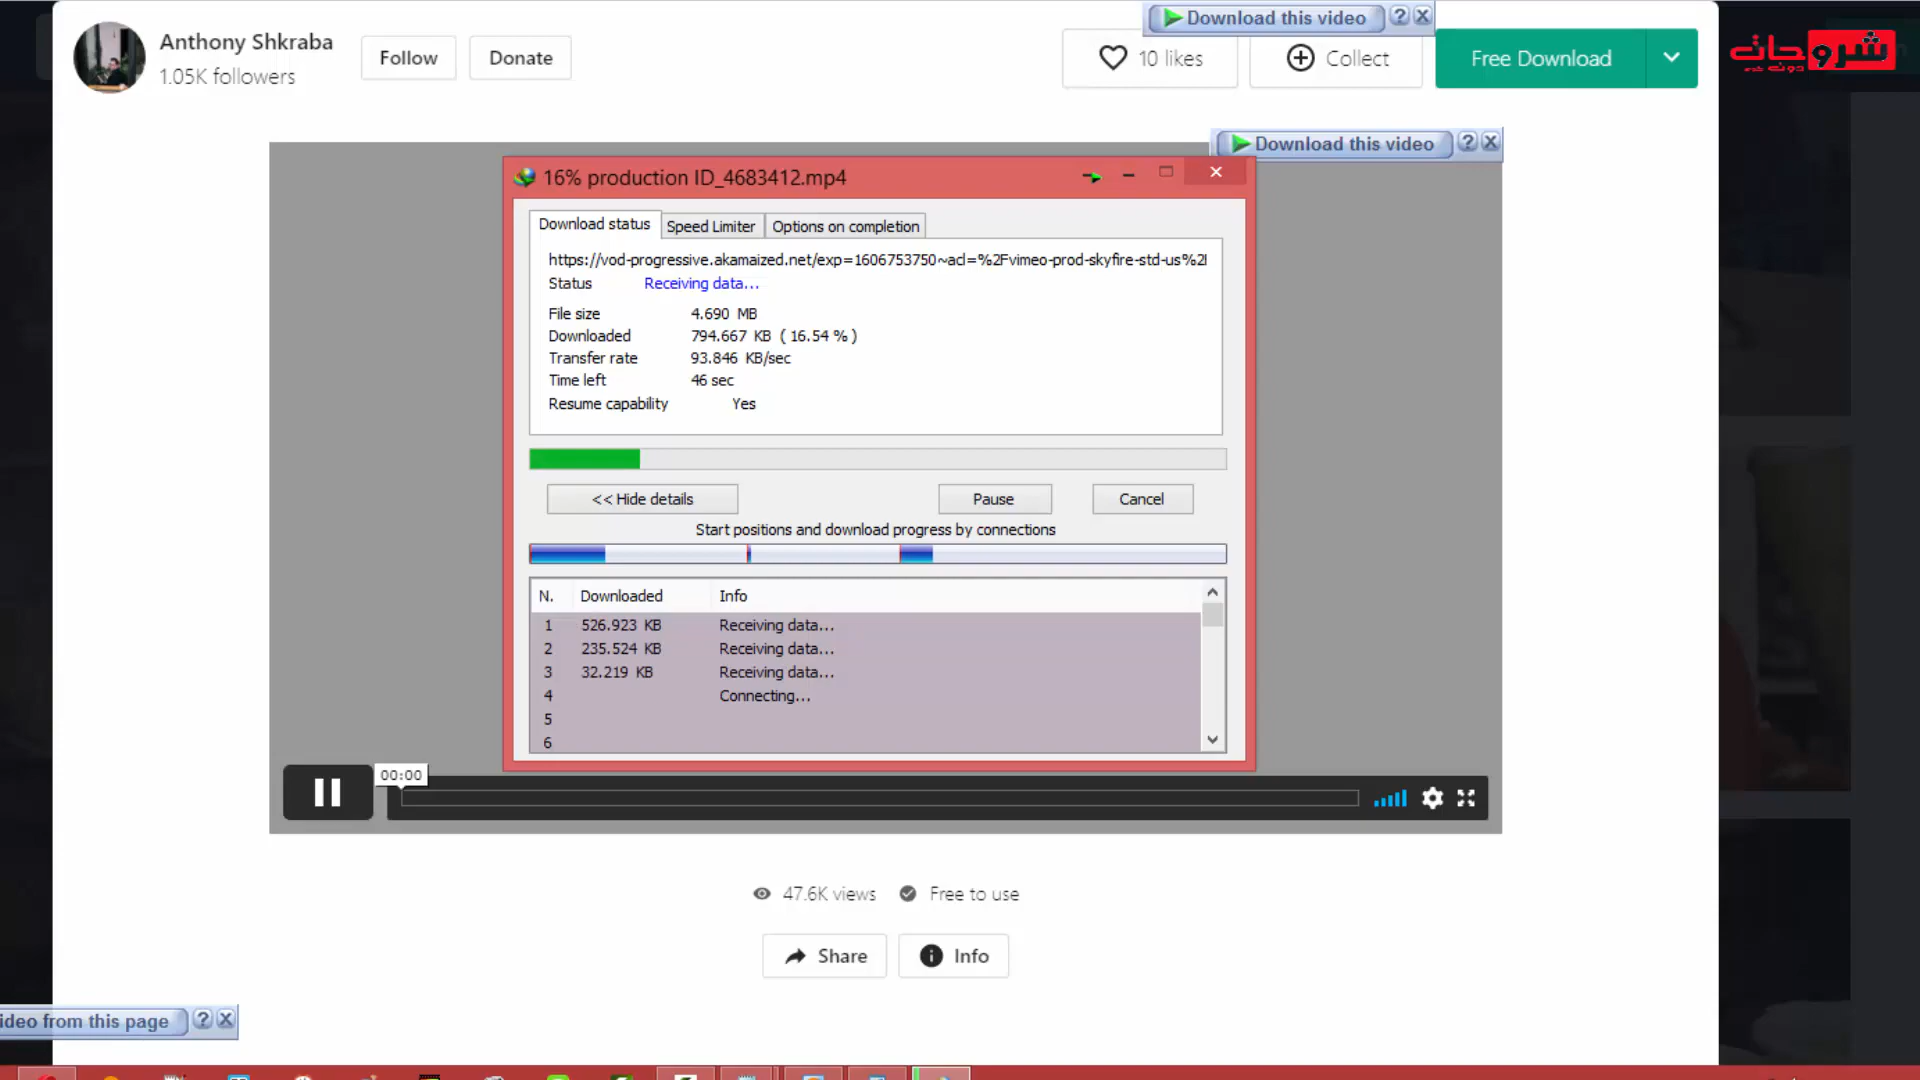 Download this video
Anthony Shkraba
1.05K followers
Follow
Donate
10 likes
Collect
Free Download
شروحات
Download this video
16% production ID_4683412.mp4
Download status
Speed Limiter
Options on completion
https://vod-progressive.akamaized.net/exp=1606753750~acl=%2Fvimeo-prod-skyfire-std-us%2
Status Receiving data...
File size 4.690 MB
Downloaded 794.667 KB ( 16.54 % )
Transfer rate 93.846 KB/sec
Time left 46 sec
Resume capability Yes
<< Hide details
Pause
Cancel
Start positions and download progress by connections
N. Downloaded Info
1 526.923 KB Receiving data...
2 235.524 KB Receiving data...
3 32.219 KB Receiving data...
4 Connecting...
5
6
00:00
47.6K views
Free to use
Share
Info
ideo from this page